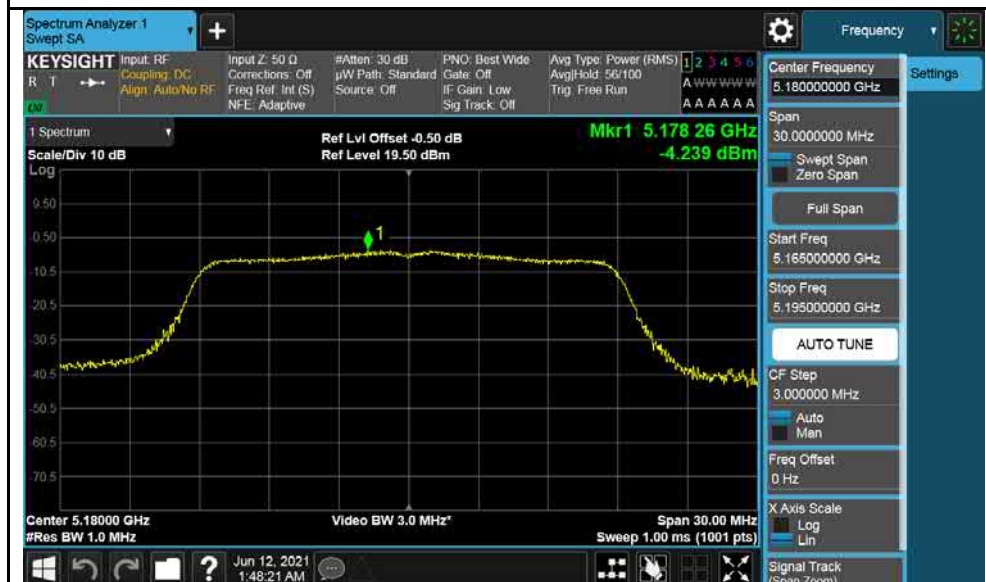 Spectrum Analyzer 1
Swept SA
Frequency
KEYSIGHT
R T
Input: RF
Coupling: DC
Align: Auto/No RF
Input Z: 50 Ω
Corrections: Off
Freq Ref: Int (S)
NFE: Adaptive
#Atten: 30 dB
µW Path: Standard
Source: Off
PNO: Best Wide
Gate: Off
IF Gain: Low
Sig Track: Off
Avg Type: Power (RMS)
Avg|Hold: 56/100
Trig: Free Run
1 2 3 4 5 6
A W W W W W
A A A A A A
1 Spectrum
Scale/Div 10 dB
Log
Ref Lvl Offset -0.50 dB
Ref Level 19.50 dBm
Mkr1 5.178 26 GHz
-4.239 dBm
9.50
-0.50
-10.5
-20.5
-30.5
-40.5
-50.5
-60.5
-70.5
1
Center 5.18000 GHz
#Res BW 1.0 MHz
Video BW 3.0 MHz*
Span 30.00 MHz
Sweep 1.00 ms (1001 pts)
Jun 12, 2021
1:48:21 AM
Center Frequency
5.180000000 GHz
Settings
Span
30.0000000 MHz
Swept Span
Zero Span
Full Span
Start Freq
5.165000000 GHz
Stop Freq
5.195000000 GHz
AUTO TUNE
CF Step
3.000000 MHz
Auto
Man
Freq Offset
0 Hz
X Axis Scale
Log
Lin
Signal Track
(Span Zoom)